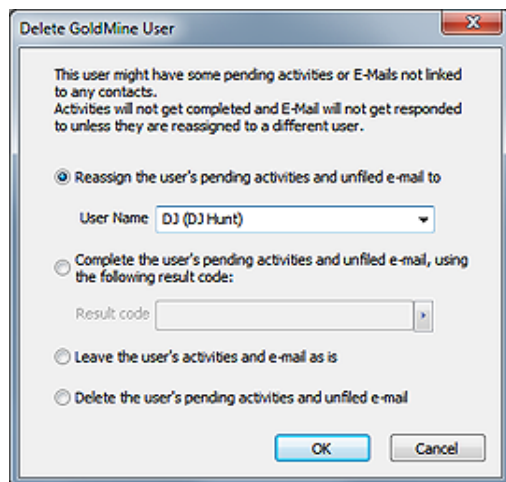 Delete GoldMine User
This user might have some pending activities or E-Mails not linked
to any contacts.
Activities will not get completed and E-Mail will not get responded
to unless they are reassigned to a different user.
Reassign the user's pending activities and unfiled e-mail to
User Name DJ (DJ Hunt)
Complete the user's pending activities and unfiled e-mail, using
the following result code:
Result code
Leave the user's activities and e-mail as is
Delete the user's pending activities and unfiled e-mail
OK Cancel